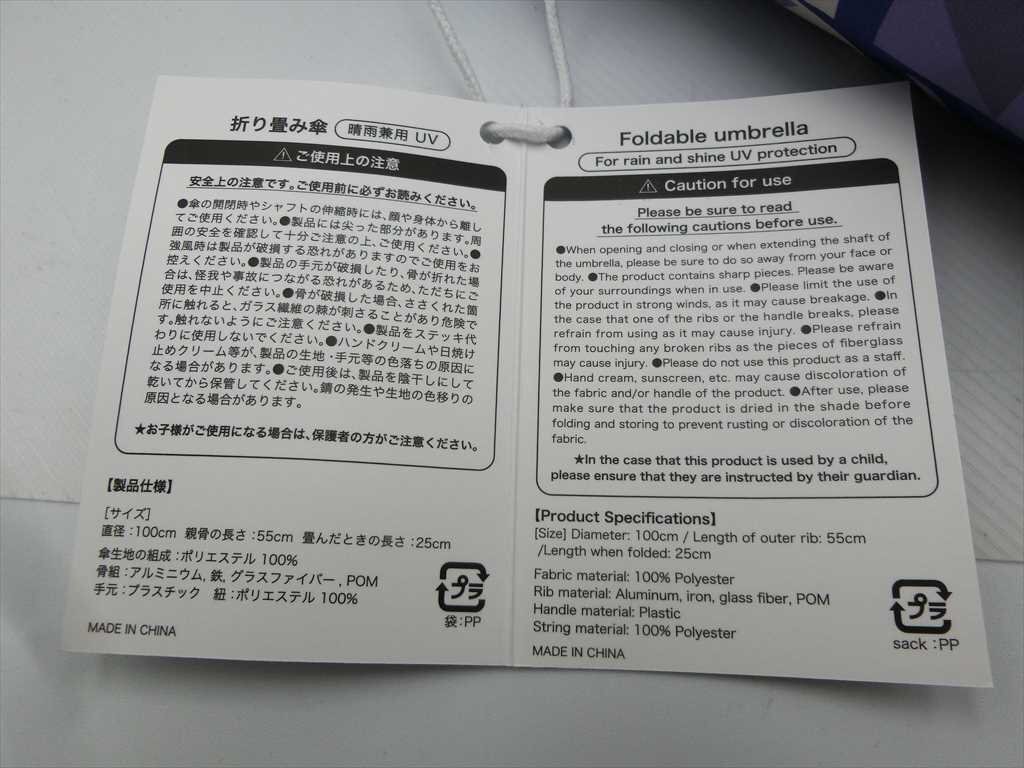 折り畳み傘 晴雨兼用 UV
⚠ご使用上の注意
安全上の注意です。ご使用前に必ずお読みください。
●傘の開閉時やシャフトの伸縮時には、顔や身体から離し
てご使用ください。●製品には尖った部分があります。周
囲の安全を確認して十分ご注意の上、ご使用ください。●
強風時は製品が破損する恐れがありますのでご使用をお
控えください。●製品の手元が破損したり、骨が折れた場
合は、怪我や事故につながる恐れがあるため、ただちにご
使用を中止ください。●骨が破損した場合、ささくれた箇
所に触れると、ガラス繊維の棘が刺さることがあり危険で
す。触れないようにご注意ください。●製品をステッキ代
わりに使用しないでください。●ハンドクリームや日焼け
止めクリーム等が、製品の生地・手元等の色落ちの原因に
なる場合があります。●ご使用後は、製品を陰干しにして
乾いてから保管してください。錆の発生や生地の色移りの
原因となる場合があります。
★お子様がご使用になる場合は、保護者の方がご注意ください。
【製品仕様】
[サイズ]
直径：100cm 親骨の長さ：55cm 畳んだときの長さ：25cm
傘生地の組成：ポリエステル 100%
骨組：アルミニウム, 鉄, グラスファイバー, POM
手元：プラスチック 紐：ポリエステル 100%
プラ
袋：PP
MADE IN CHINA
Foldable umbrella
For rain and shine UV protection
⚠ Caution for use
Please be sure to read
the following cautions before use.
●When opening and closing or when extending the shaft of
the umbrella, please be sure to do so away from your face or
body. ●The product contains sharp pieces. Please be aware
of your surroundings when in use. ●Please limit the use of
the product in strong winds, as it may cause breakage. ●In
the case that one of the ribs or the handle breaks, please
refrain from using as it may cause injury. ●Please refrain
from touching any broken ribs as the pieces of fiberglass
may cause injury. ●Please do not use this product as a staff.
●Hand cream, sunscreen, etc. may cause discoloration of
the fabric and/or handle of the product. ●After use, please
make sure that the product is dried in the shade before
folding and storing to prevent rusting or discoloration of the
fabric.
★In the case that this product is used by a child,
please ensure that they are instructed by their guardian.
【Product Specifications】
[Size] Diameter: 100cm / Length of outer rib: 55cm
/Length when folded: 25cm
Fabric material: 100% Polyester
Rib material: Aluminum, iron, glass fiber, POM
Handle material: Plastic
String material: 100% Polyester
プラ
sack :PP
MADE IN CHINA